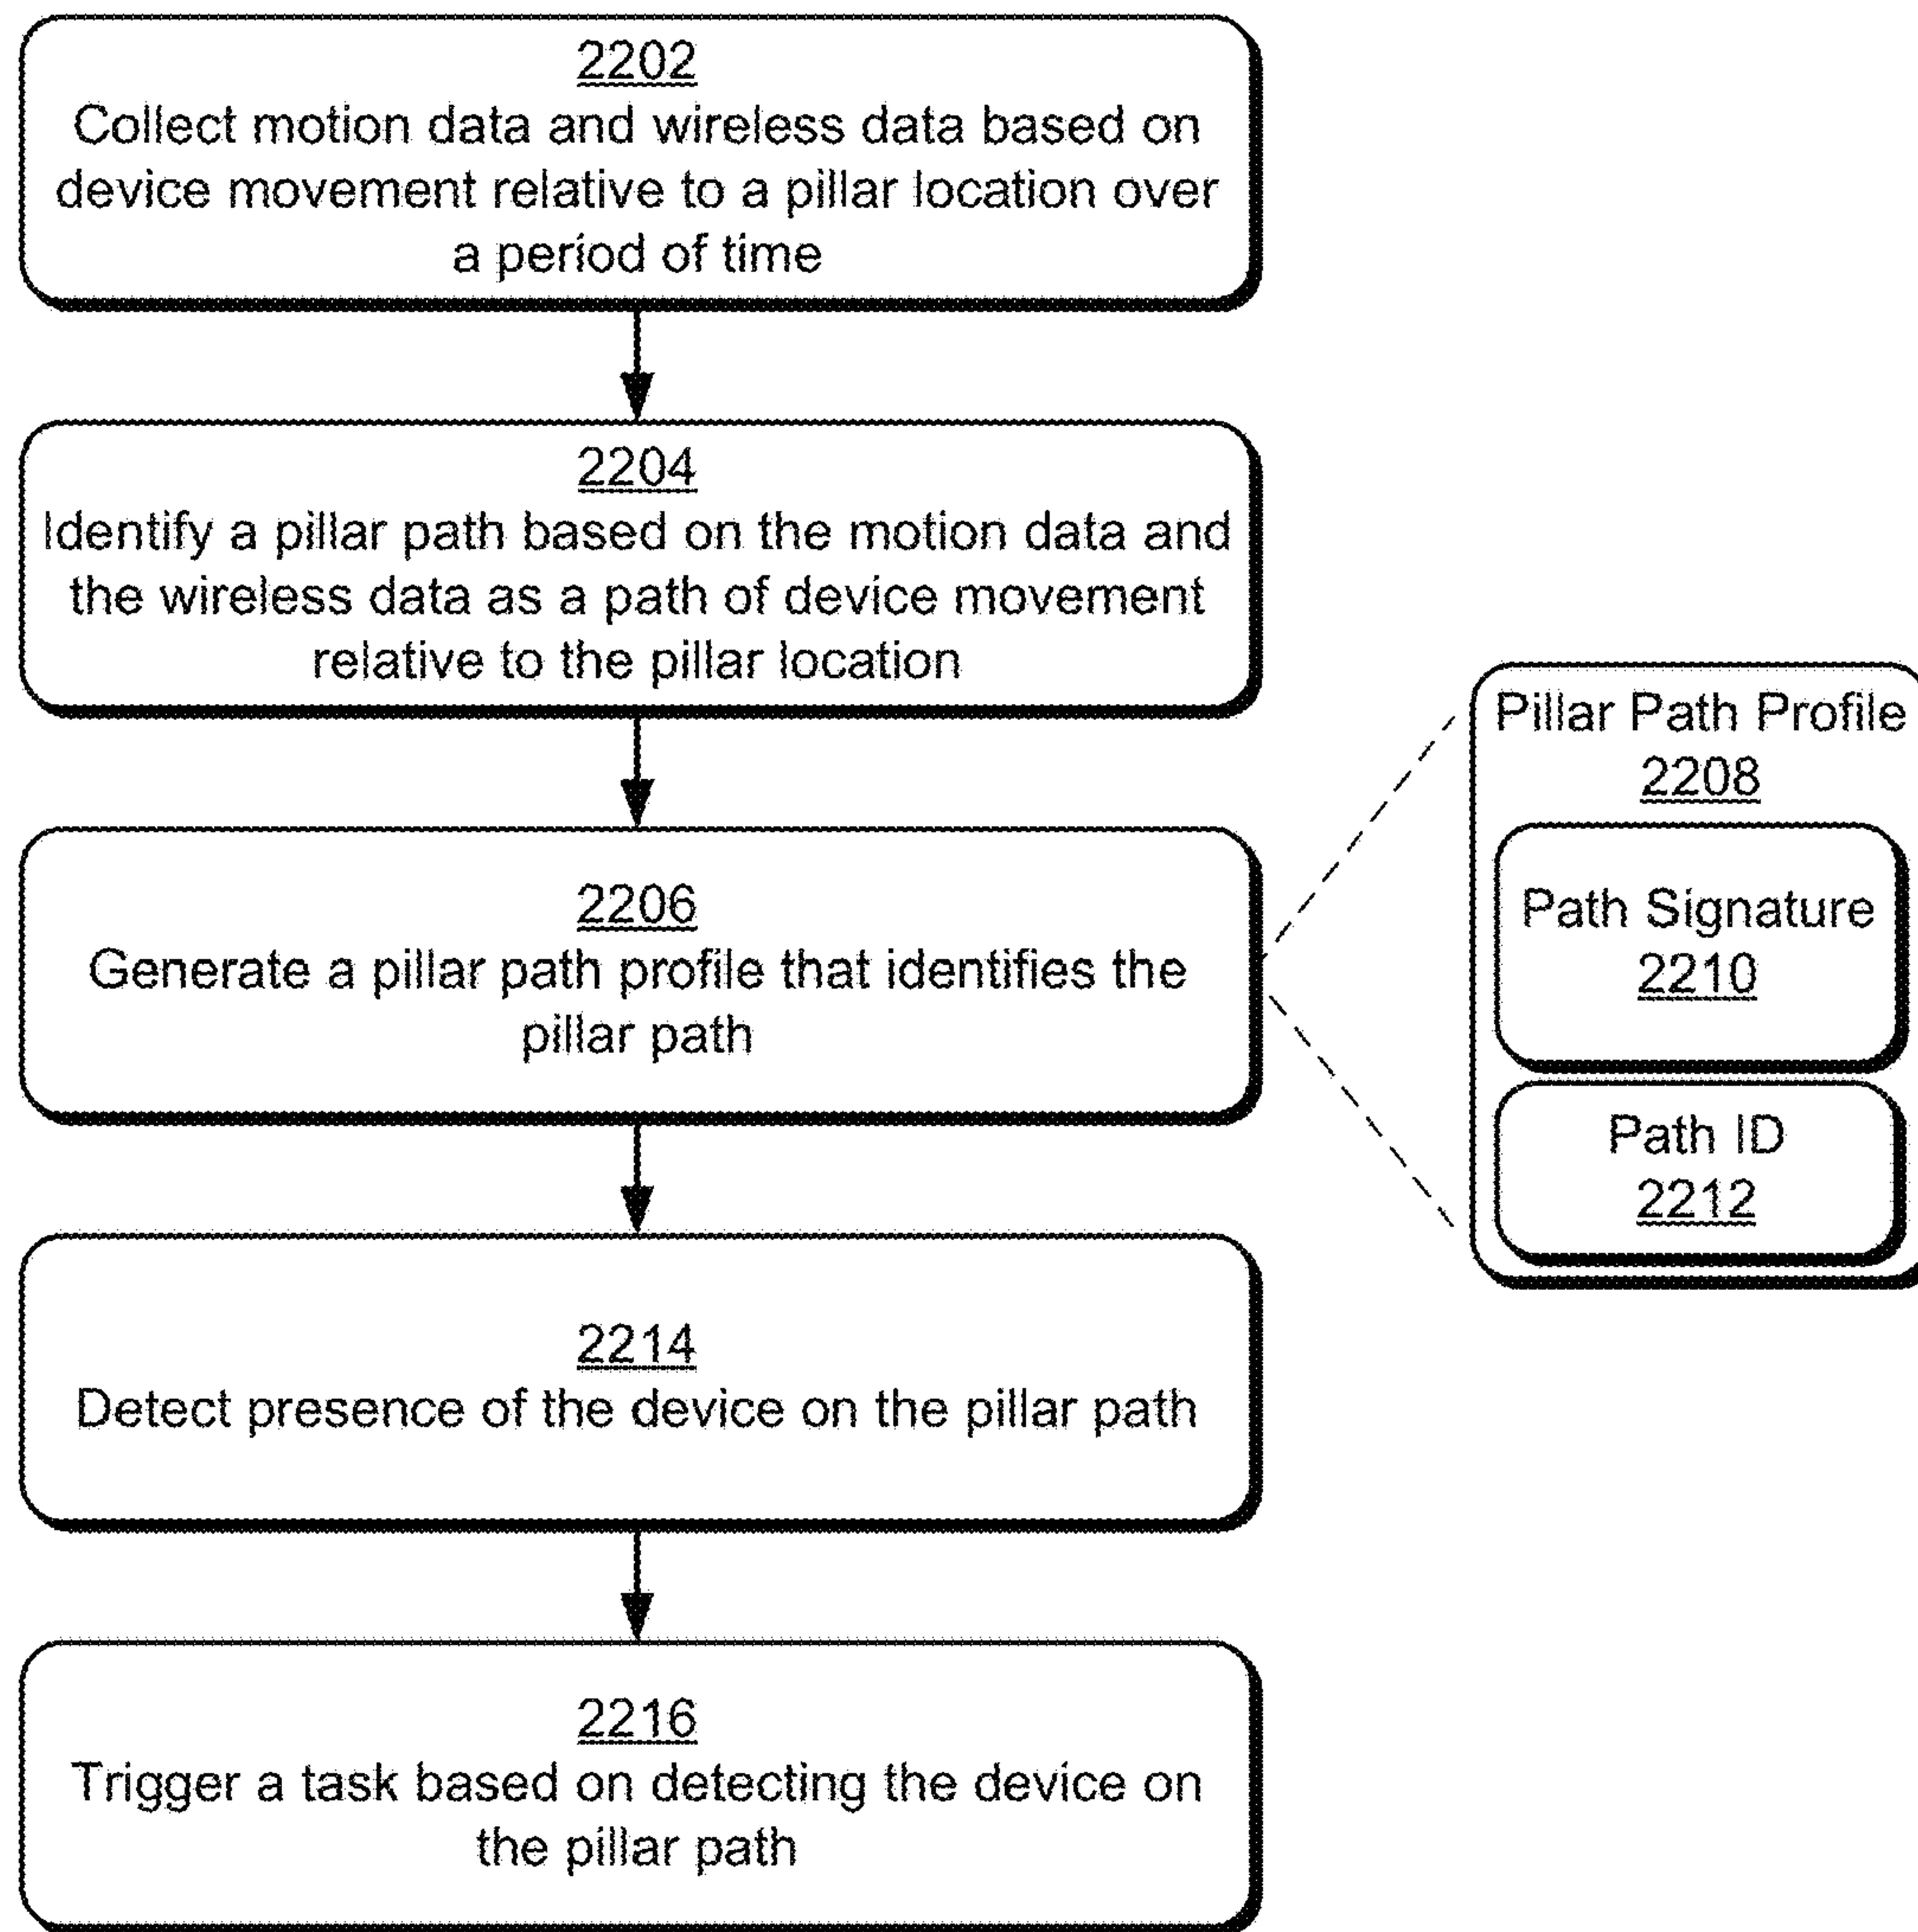 2202
Collect motion data and wireless data based on
device movement relative to a pillar location over
a period of time
2204
Identify a pillar path based on the motion data and
the wireless data as a path of device movement
relative to the pillar location
2206
Generate a pillar path profile that identifies the
pillar path
Pillar Path Profile
2208
Path Signature
2210
Path ID
2212
2214
Detect presence of the device on the pillar path
2216
Trigger a task based on detecting the device on
the pillar path